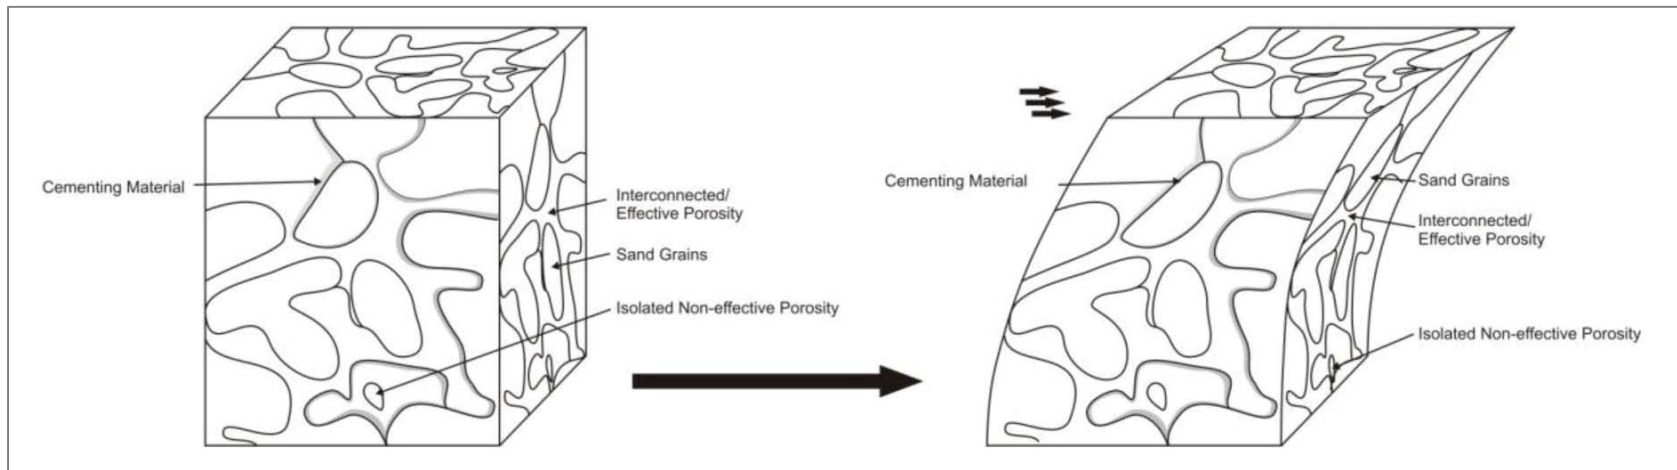 Cementing Material
Interconnected/
Effective Porosity
Sand Grains
Isolated Non-effective Porosity
Cementing Material
Sand Grains
Interconnected/
Effective Porosity
Isolated Non-effective Porosity